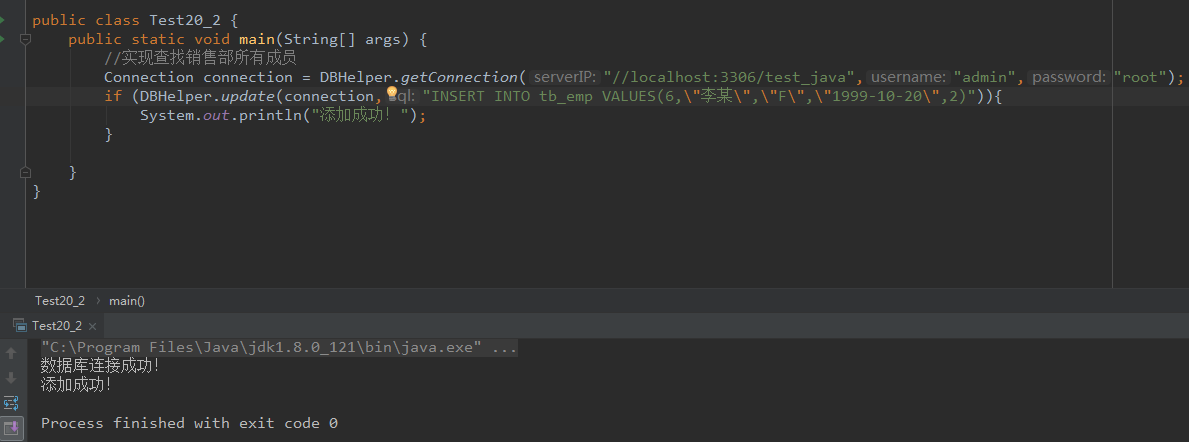 public class Test20_2 {
public static void main(String[] args) {
//实现查找销售部所有成员
Connection connection = DBHelper.getConnection( serverIP: "//localhost:3306/test_java", username: "admin", password: "root");
if (DBHelper.update(connection, ql: "INSERT INTO tb_emp VALUES(6,\"李某\",\"F\",\"1999-10-20\",2)")){
System.out.println("添加成功！");
}
}
}
Test20_2 › main()
Test20_2 ×
"C:\Program Files\Java\jdk1.8.0_121\bin\java.exe" ...
数据库连接成功！
添加成功！
Process finished with exit code 0